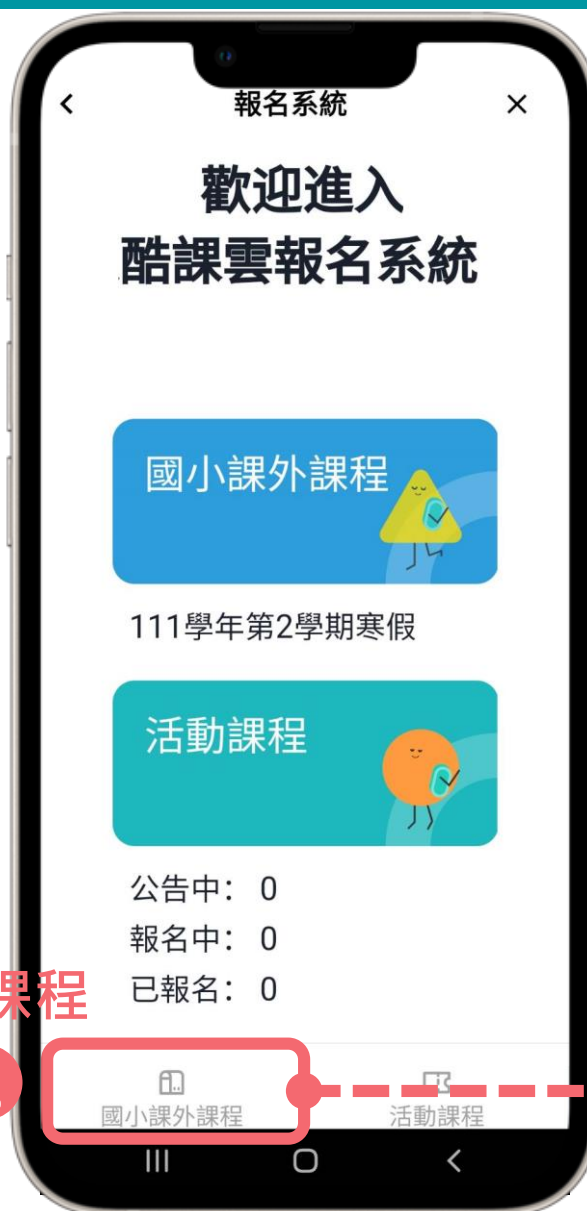 報名系統
歡迎進入
酷課雲報名系統
國小課外課程
111學年第2學期寒假
活動課程
公告中： 0
報名中： 0
已報名： 0
課程
國小課外課程
活動課程